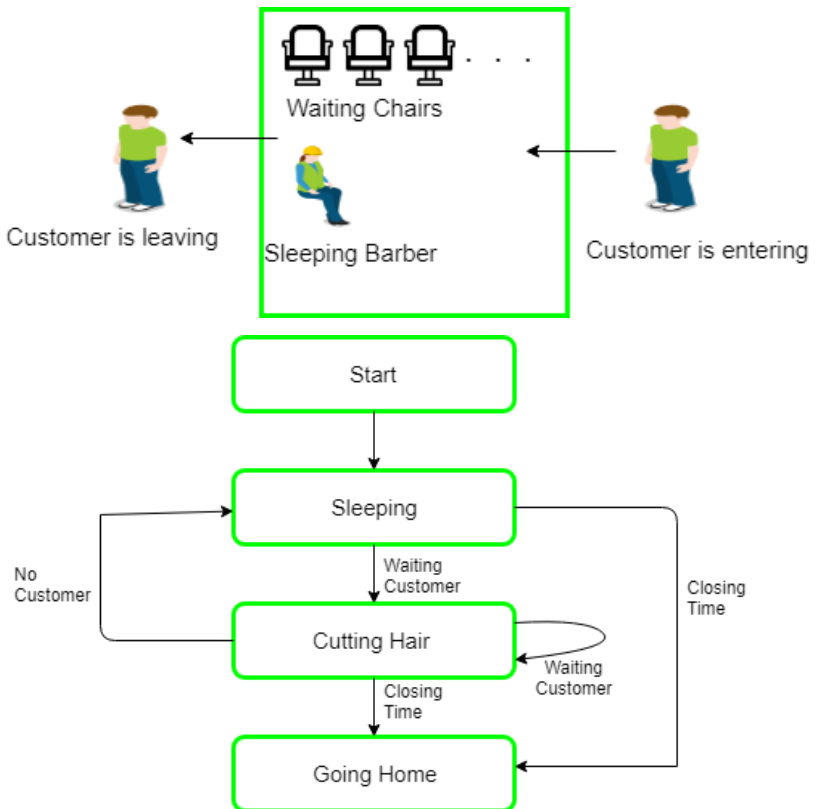 Waiting Chairs
Customer is leaving
Sleeping Barber
Customer is entering
Start
Sleeping
Waiting
Customer
No
Customer
Closing
Time
Cutting Hair
Waiting
Customer
Closing
Time
Going Home